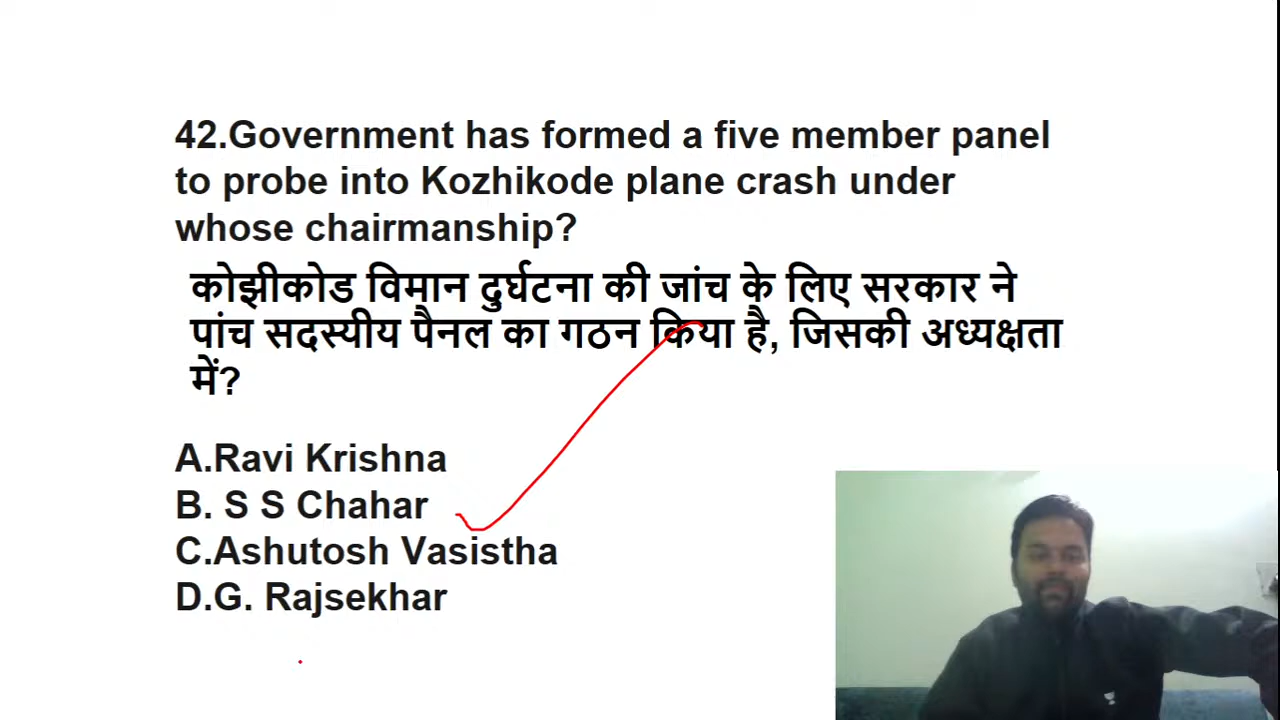 42.Government has formed a five member panel
to probe into Kozhikode plane crash under
whose chairmanship?
कोझीकोड विमान दुर्घटना की जांच के लिए सरकार ने
पांच सदस्यीय पैनल का गठन किया है, जिसकी अध्यक्षता
में?
A.Ravi Krishna
B. S S Chahar
C.Ashutosh Vasistha
D.G. Rajsekhar